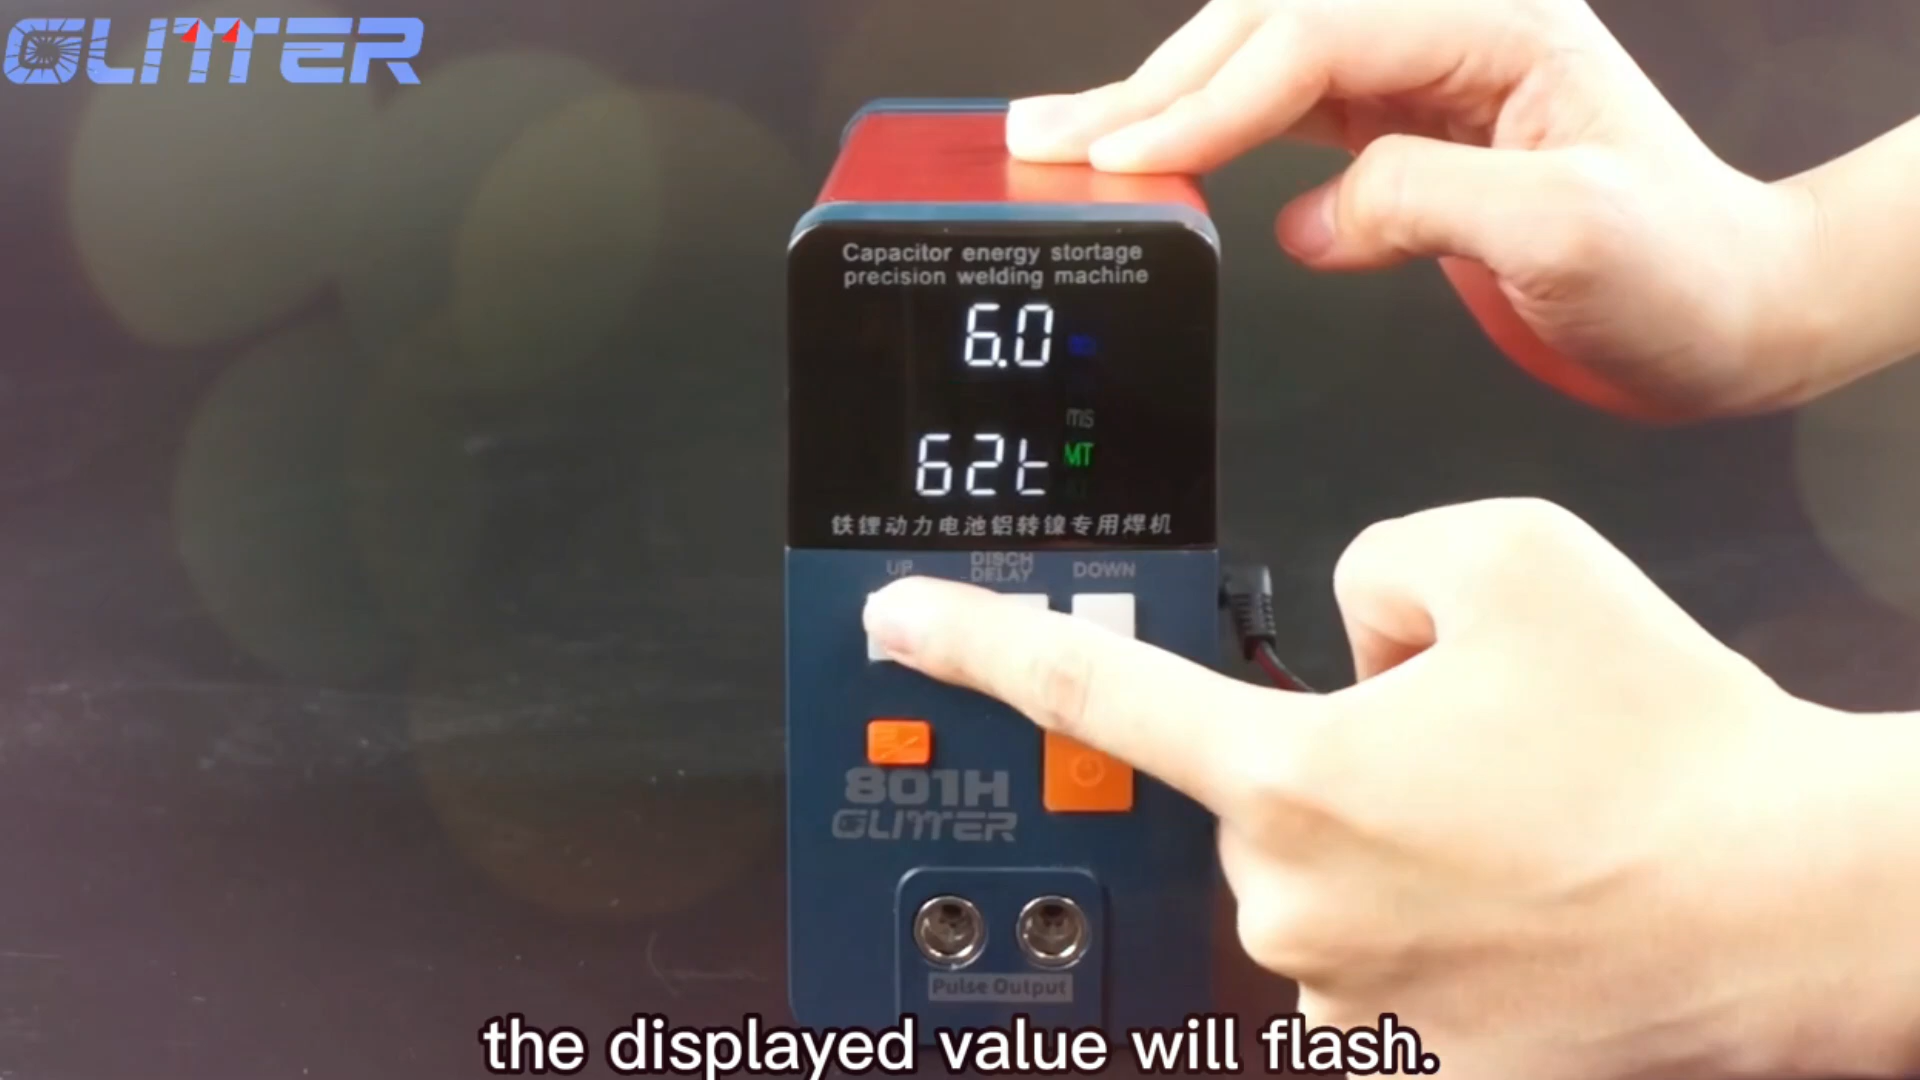 GLITTER
Capacitor energy stortage
precision welding machine
6.0
ms
62t
MT
铁锂动力电池铝转镍专用焊机
UP
DISCH
DELAY
DOWN
801H
GLITTER
Pulse Output
the displayed value will flash.